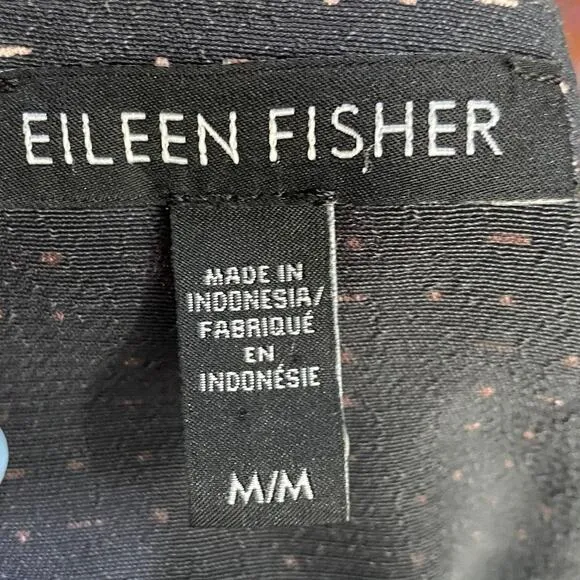 EILEEN FISHER
MADE IN
INDONESIA/
FABRIQUÉ
EN
INDONÉSIE
M/M